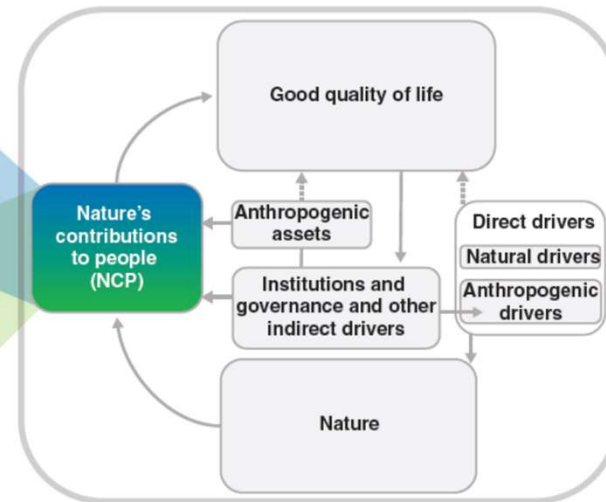 Good quality of life
Nature’s
contributions
to people
(NCP)
Anthropogenic
assets
Direct drivers
Natural drivers
Anthropogenic
drivers
Institutions and
governance and other
indirect drivers
Nature